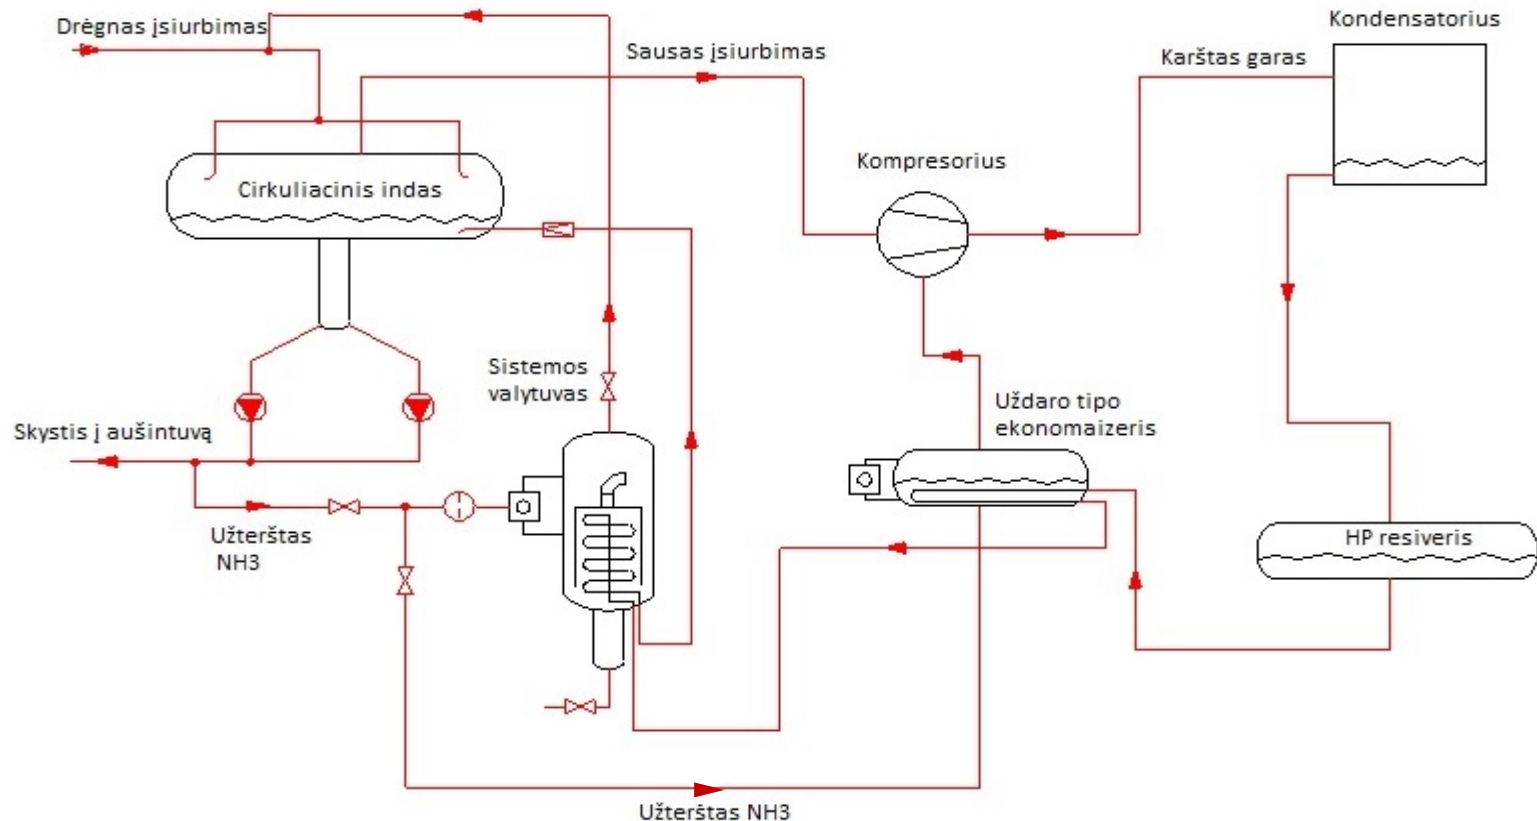 Drėgnas įsiurbimas
Sausas įsiurbimas
Karštas garas
Kondensatorius
Kompresorius
Cirkuliacinis indas
Sistemos
valytuvas
Uždaro tipo
ekonomaizeris
Skystis į aušintuvą
Užterštas
NH3
HP resiveris
Užterštas NH3